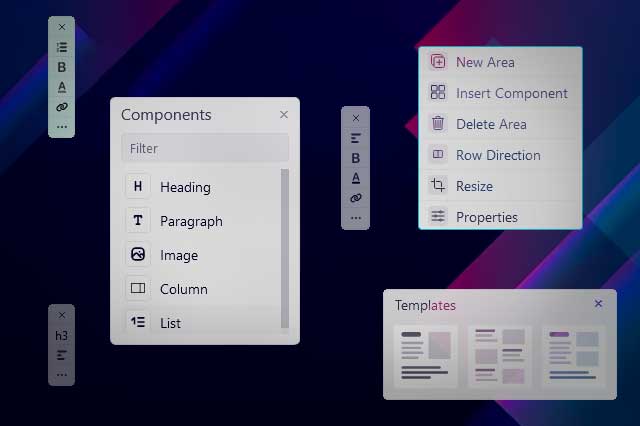 B
A
Components
Filter
H Heading
T Paragraph
Image
Column
List
B
A
New Area
Insert Component
Delete Area
Row Direction
Resize
Properties
h3
Templates